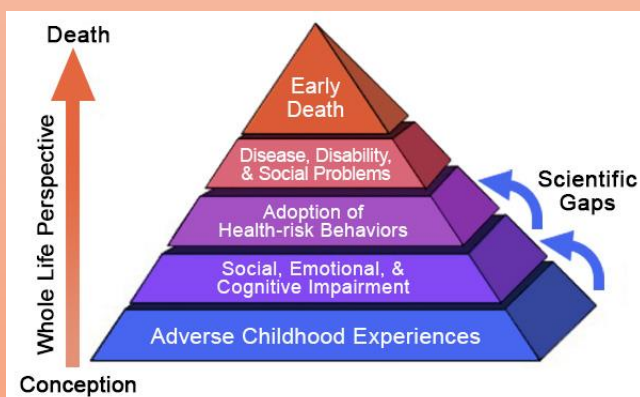 Death
Whole Life Perspective
Conception
Early
Death
Disease, Disability,
& Social Problems
Adoption of
Health-risk Behaviors
Social, Emotional, &
Cognitive Impairment
Adverse Childhood Experiences
Scientific
Gaps